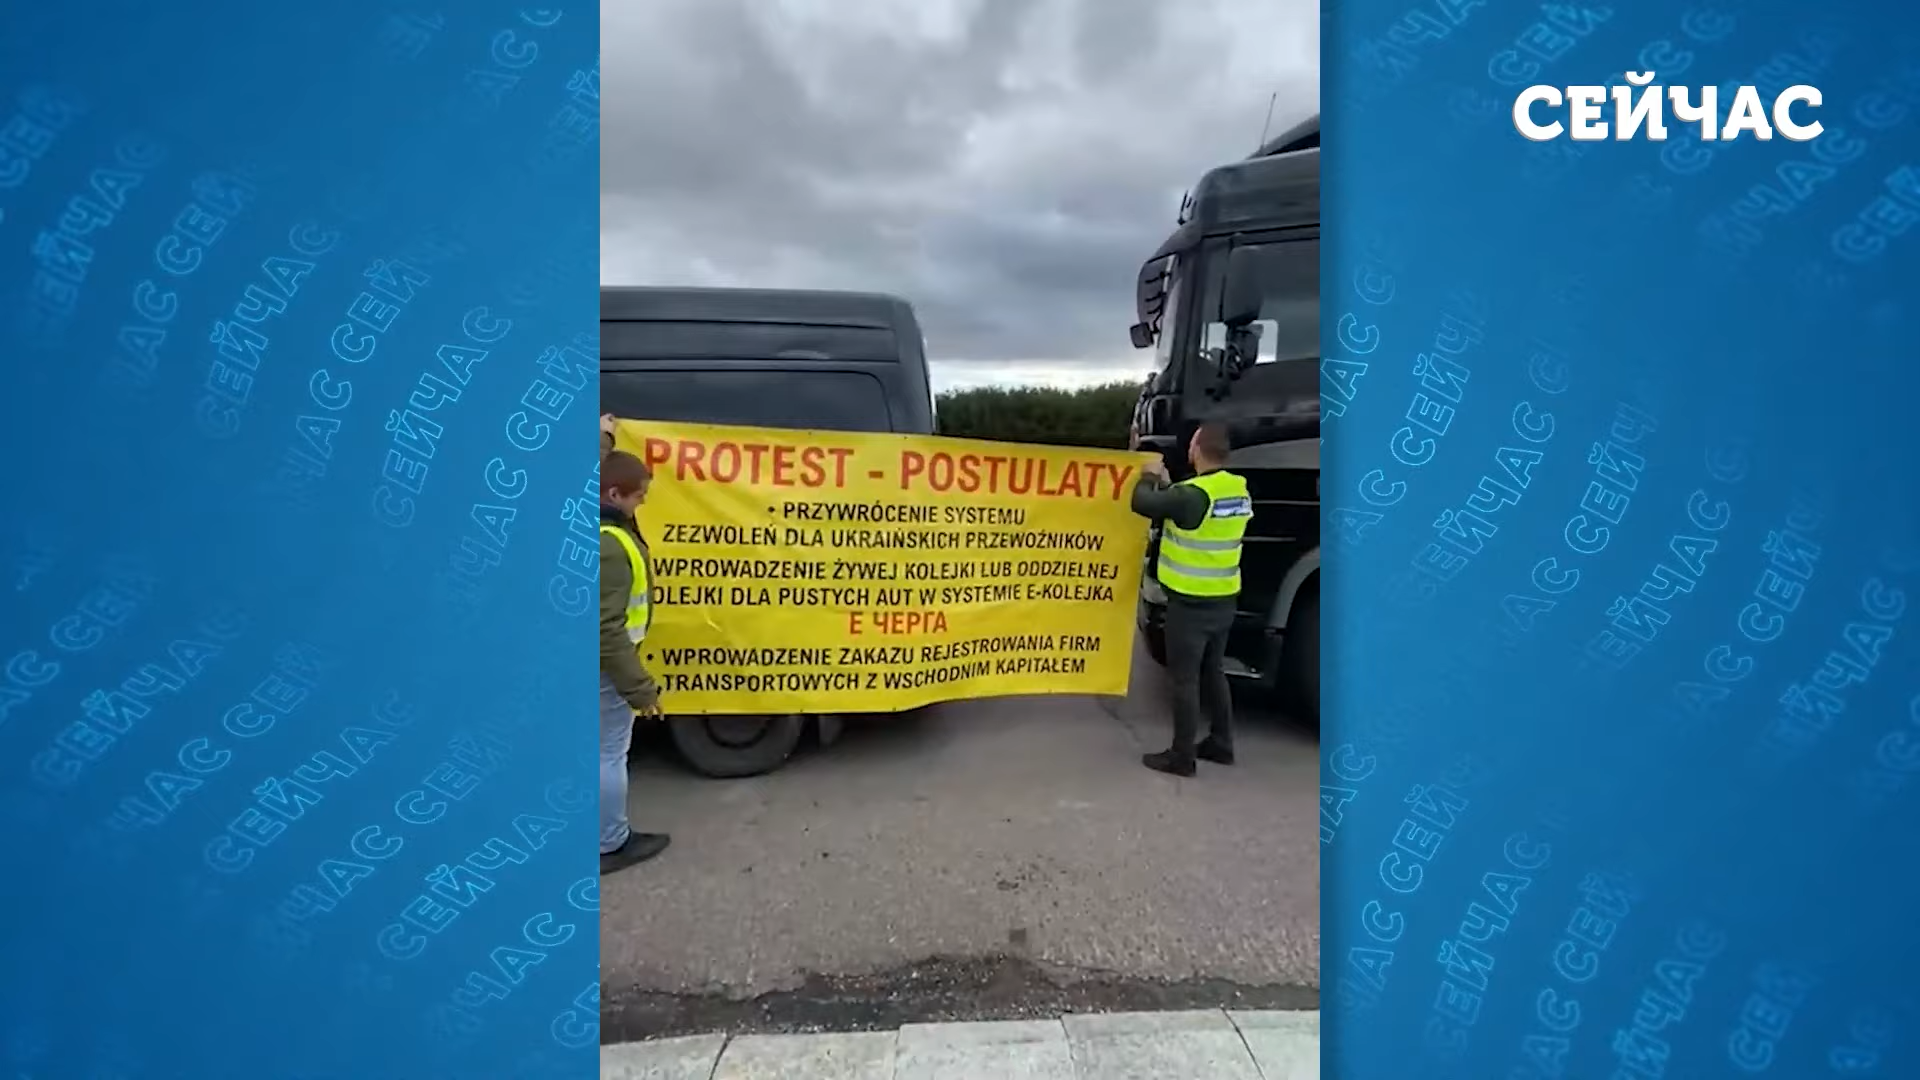 СЕЙЧАС
PROTEST - POSTULATY
• PRZYWRÓCENIE SYSTEMU
ZEZWOLEŃ DLA UKRAIŃSKICH PRZEWOŹNIKÓW
WPROWADZENIE ŻYWEJ KOLEJKI LUB ODDZIELNEJ
OLEJKI DLA PUSTYCH AUT W SYSTEMIE E-KOLEJKA
Е ЧЕРГА
• WPROWADZENIE ZAKAZU REJESTROWANIA FIRM
TRANSPORTOWYCH Z WSCHODNIM KAPITAŁEM